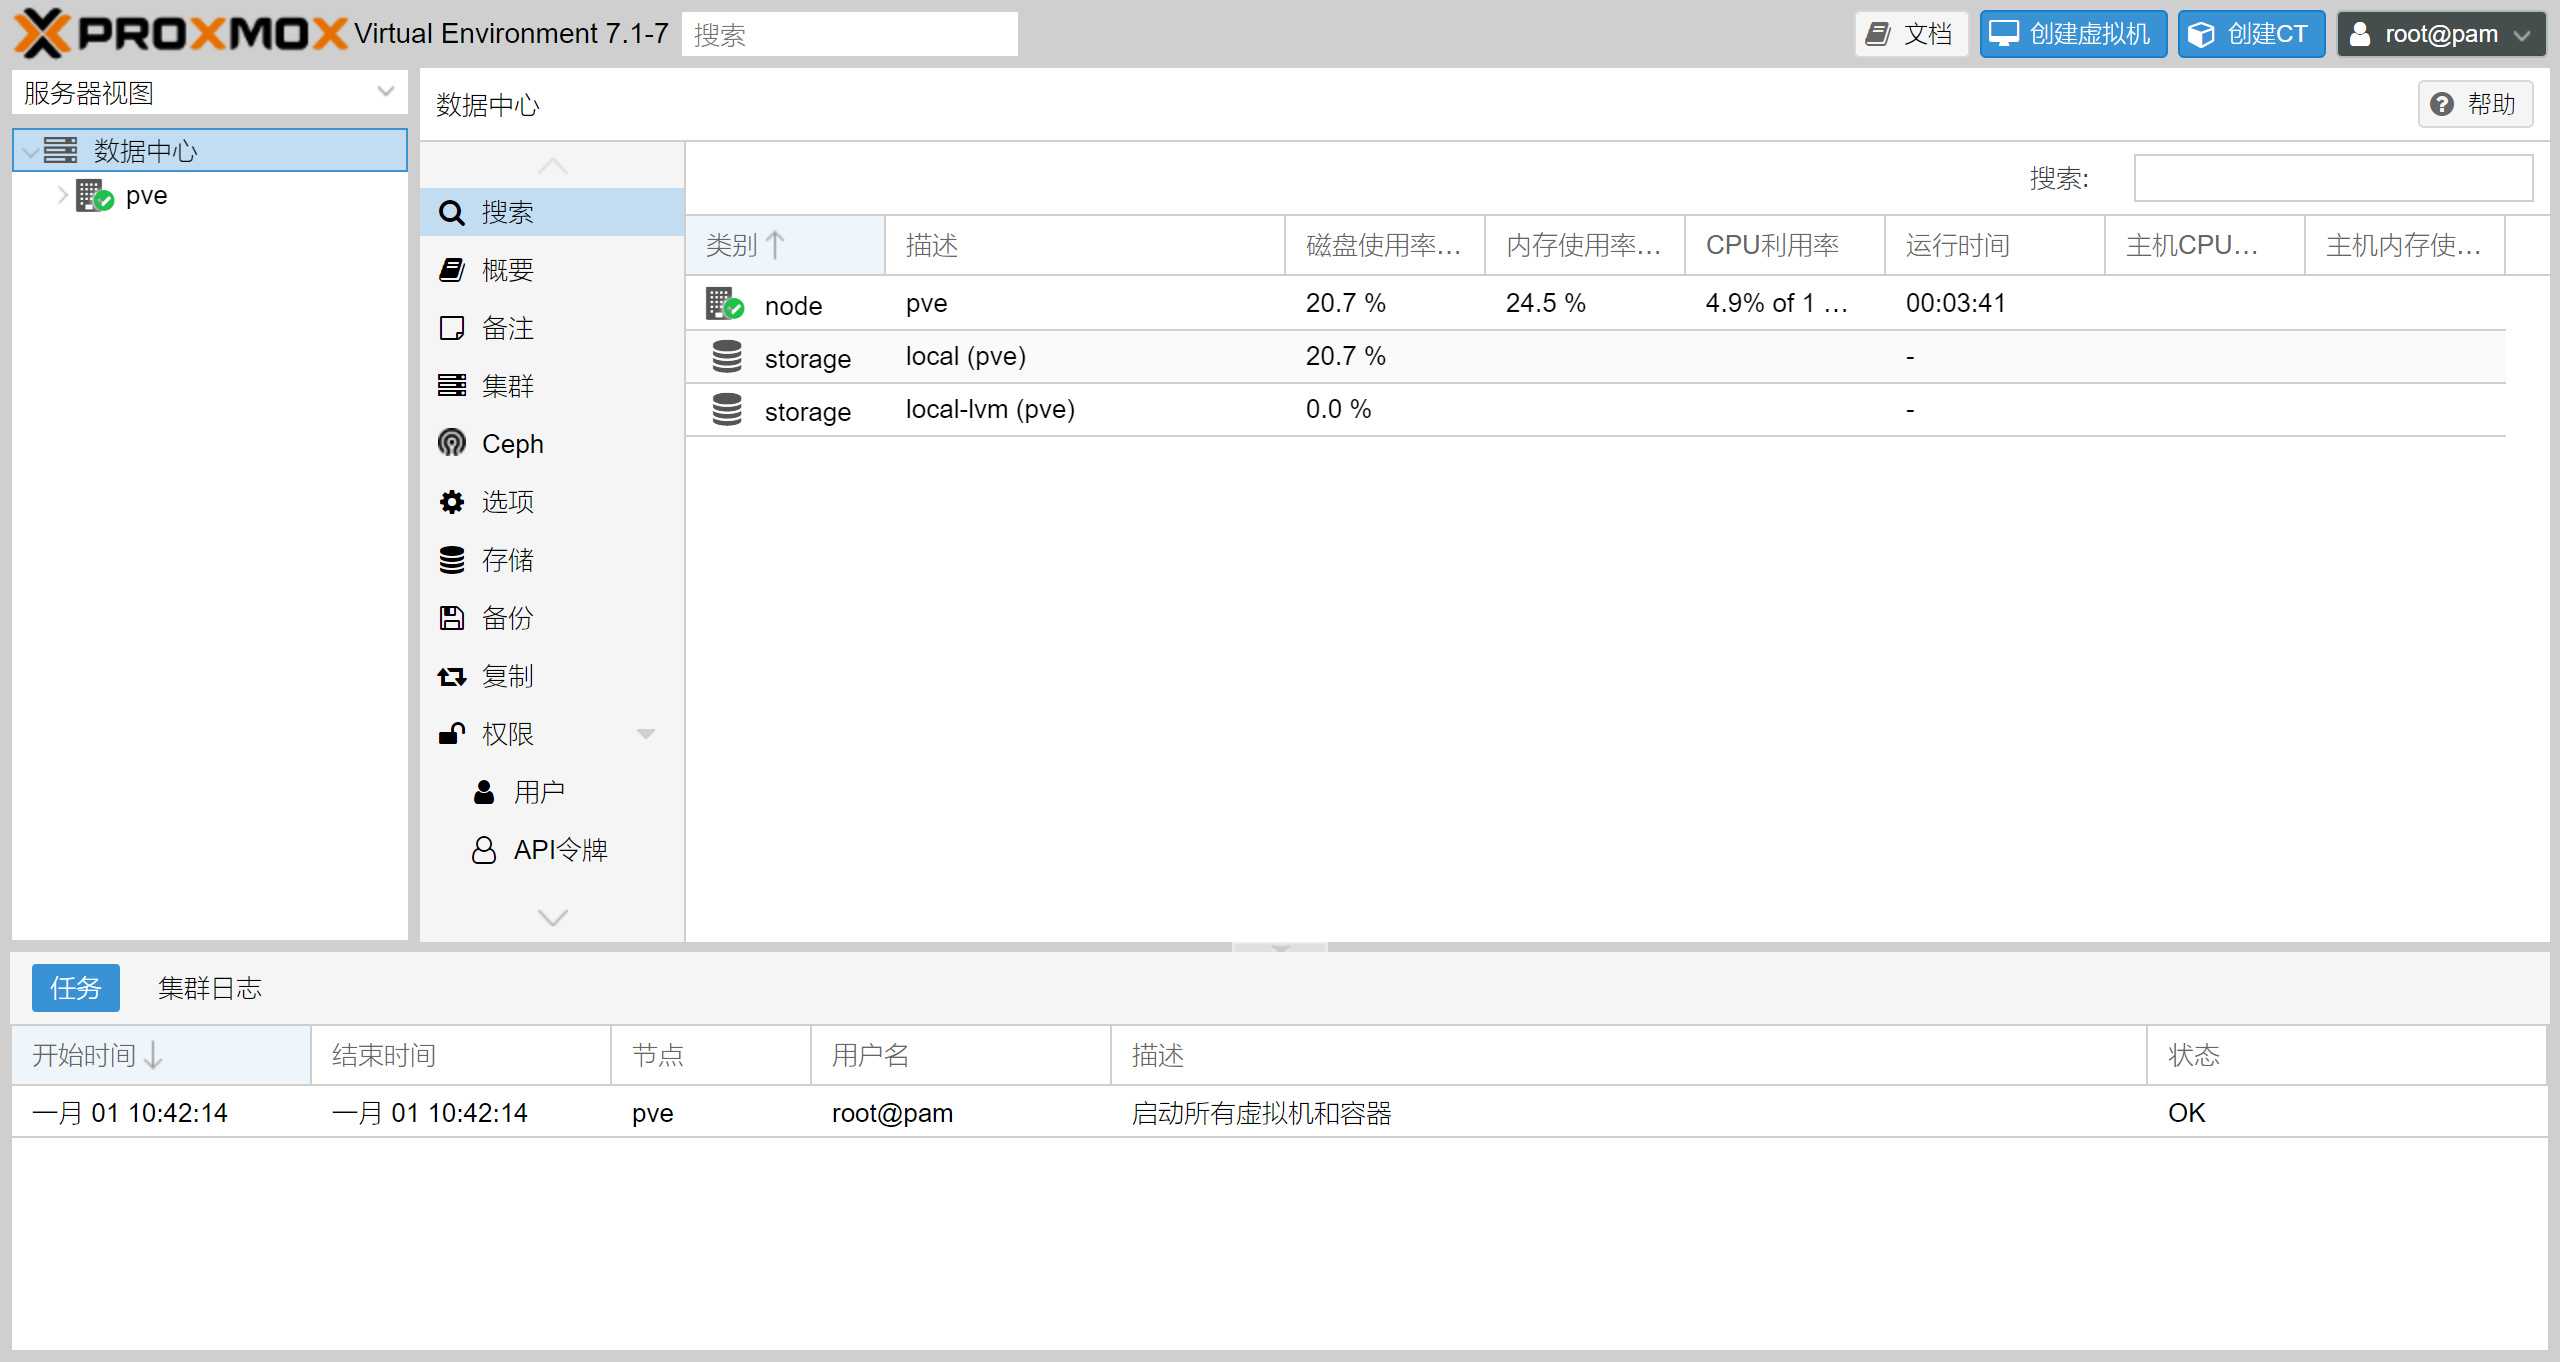 PROXMOX Virtual Environment 7.1-7 搜索 文档 创建虚拟机 创建CT root@pam
服务器视图
数据中心
pve
数据中心 帮助
搜索
概要
备注
集群
Ceph
选项
存储
备份
复制
权限
用户
API令牌
搜索:
类别 描述 磁盘使用率... 内存使用率... CPU利用率 运行时间 主机CPU... 主机内存使...
node pve 20.7 % 24.5 % 4.9% of 1 ... 00:03:41
storage local (pve) 20.7 % -
storage local-lvm (pve) 0.0 % -
任务 集群日志
开始时间 结束时间 节点 用户名 描述 状态
一月 01 10:42:14 一月 01 10:42:14 pve root@pam 启动所有虚拟机和容器 OK